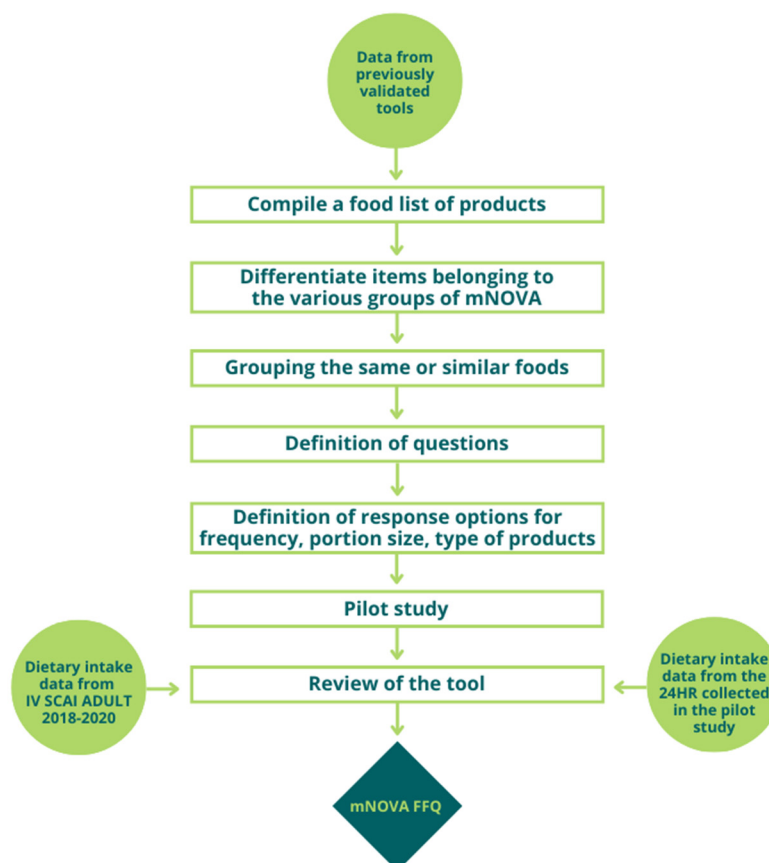 Data from
previously
validated
tools
Compile a food list of products
Differentiate items belonging to
the various groups of mNOVA
Grouping the same or similar foods
Definition of questions
Definition of response options for
frequency, portion size, type of products
Pilot study
Dietary intake
data from
IV SCAI ADULT
2018-2020
Review of the tool
Dietary intake
data from the
24HR collected
in the pilot
study
mNOVA FFQ